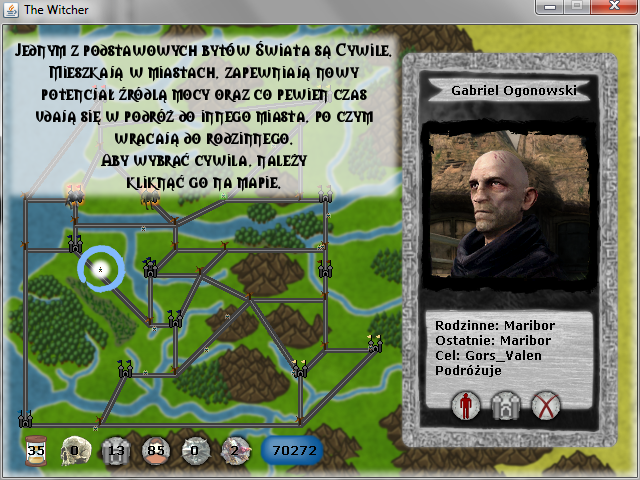 The Witcher
Jednym z podstawowych bytów Świata są Cywile.
Mieszkają w miastach, zapewniają nowy
potencjał źródłą mocy oraz co pewien czas
udają się w podróż do innego miasta, po czym
wracają do rodzinnego.
Aby wybrać cywila, należy
kliknąć go na mapie.
Gabriel Ogonowski
Rodzinne: Maribor
Ostatnie: Maribor
Cel: Gors_Valen
Podróżuje
35 0 13 85 0 2 70272